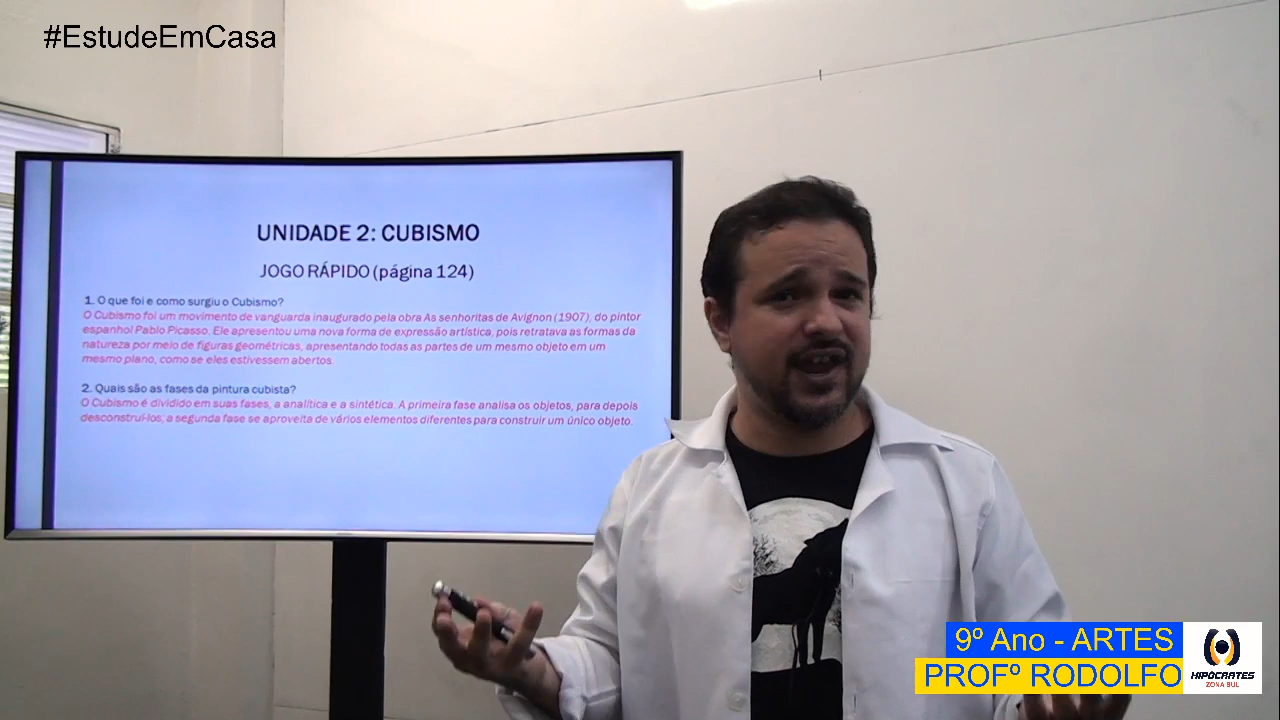 #EstudeEmCasa
UNIDADE 2: CUBISMO
JOGO RÁPIDO (página 124)
1. O que foi e como surgiu o Cubismo?
O Cubismo foi um movimento de vanguarda inaugurado pela obra As senhoritas de Avignon (1907), do pintor
espanhol Pablo Picasso. Ele apresentou uma nova forma de expressão artística, pois retratava as formas da
natureza por meio de figuras geométricas, apresentando todas as partes de um mesmo objeto em um
mesmo plano, como se eles estivessem abertos.
2. Quais são as fases da pintura cubista?
O Cubismo é dividido em suas fases, a analítica e a sintética. A primeira fase analisa os objetos, para depois
desconstruí-los; a segunda fase se aproveita de vários elementos diferentes para construir um único objeto.
9º Ano - ARTES
PROFº RODOLFO
HIPÓCRATES
ZONA SUL